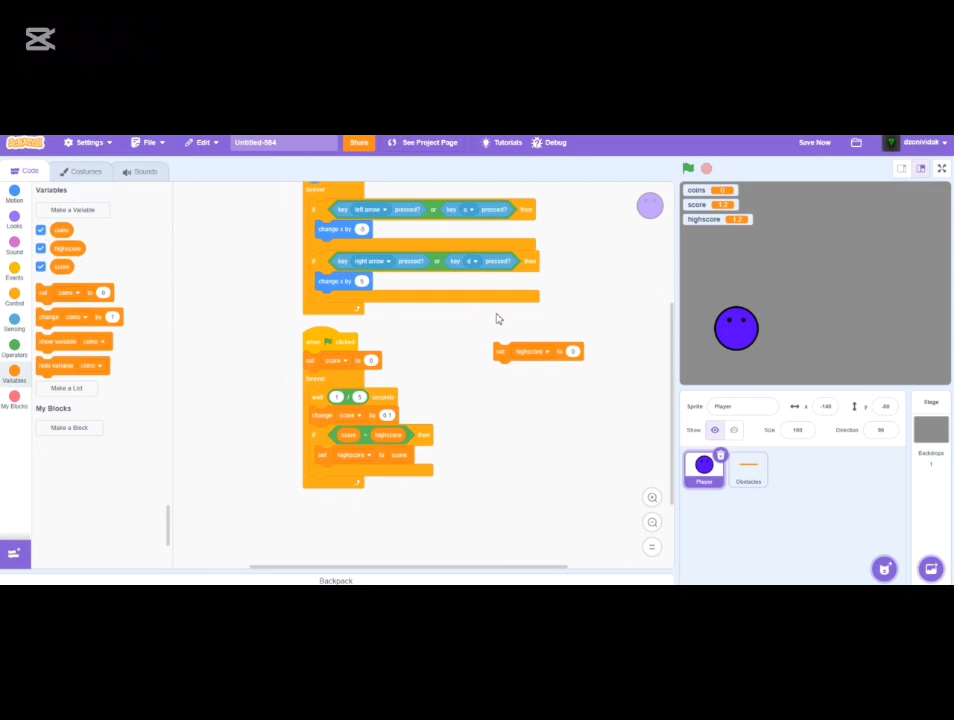 SCRATCH Settings File Edit Untitled-584 Share See Project Page Tutorials Debug Save Now dzonividak
Code Costumes Sounds
Motion
Looks
Sound
Events
Control
Sensing
Operators
Variables
My Blocks
Variables
Make a Variable
coins
highscore
score
set coins to 0
change coins by 1
show variable coins
hide variable coins
Make a List
My Blocks
Make a Block
forever
if key left arrow pressed? or key a pressed? then
change x by -5
if key right arrow pressed? or key d pressed? then
change x by 5
when clicked
set score to 0
forever
wait 1 / 5 seconds
change score by 0.1
if score highscore then
set highscore to score
set highscore to 0
Backpack
coins 0
score 1.2
highscore 1.2
Sprite Player x -140 y -80
Show Size 100 Direction 90
Player
Obstacles
Stage
Backdrops
1